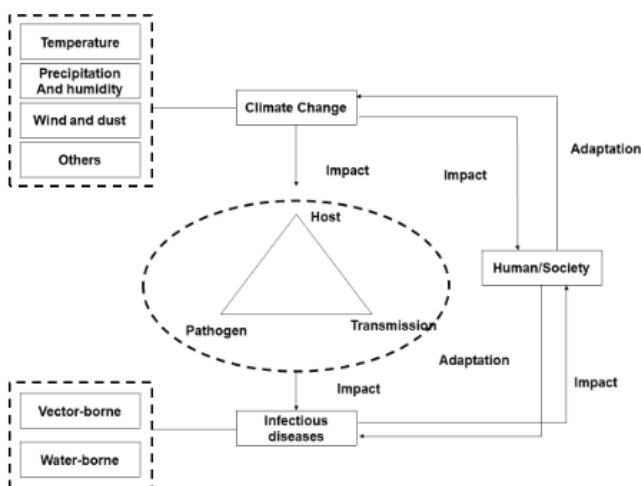 Temperature
Precipitation
And humidity
Wind and dust
Others
Climate Change
Adaptation
Impact
Impact
Host
Human/Society
Pathogen
Transmission
Adaptation
Impact
Impact
Vector-borne
Infectious
diseases
Water-borne